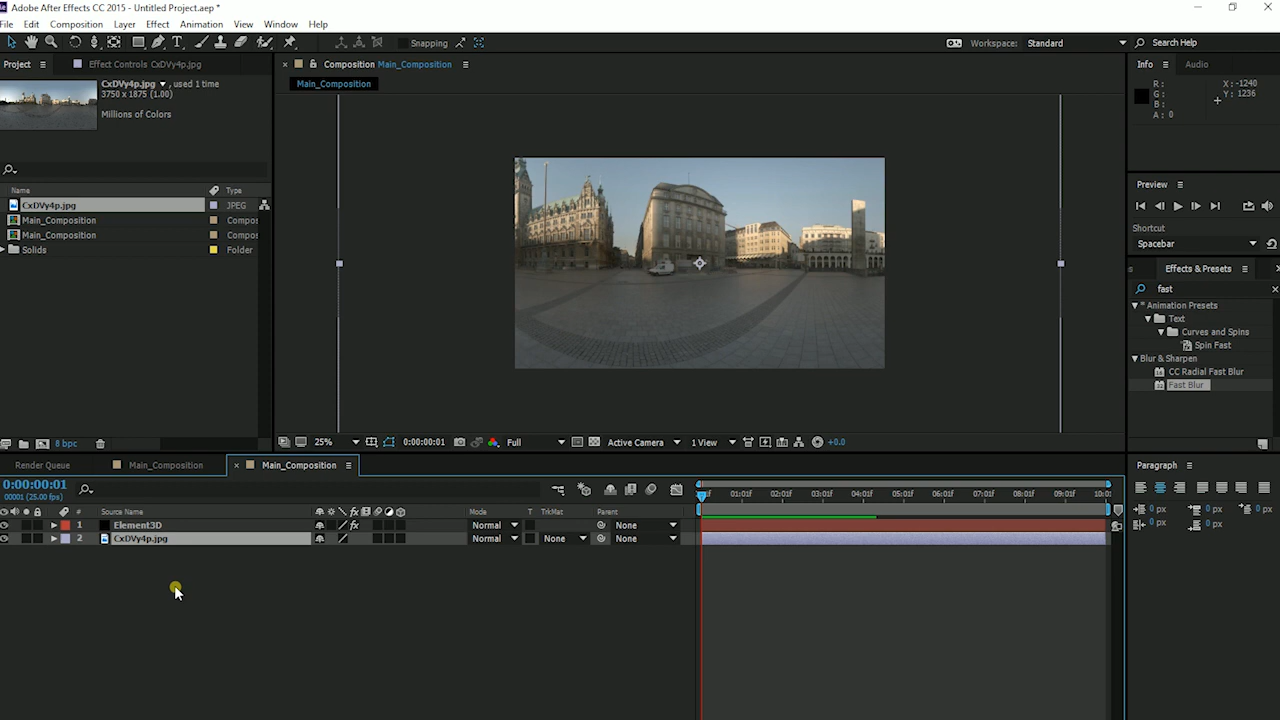 Adobe After Effects CC 2015 - Untitled Project.aep *
File Edit Composition Layer Effect Animation View Window Help
Snapping Workspace: Standard Search Help
Project Effect Controls CxDVy4p.jpg Composition Main_Composition Info Audio
CxDVy4p.jpg , used 1 time
3750 x 1875 (1.00)
Millions of Colors
Main_Composition
R: X: -1240
G: Y: 1236
B:
A: 0
Preview
Shortcut
Spacebar
Effects & Presets
fast
* Animation Presets
Text
Curves and Spins
Spin Fast
Blur & Sharpen
CC Radial Fast Blur
Fast Blur
Name Type
CxDVy4p.jpg JPEG
Main_Composition Compos
Main_Composition Compos
Solids Folder
8 bpc
25% 0:00:00:01 Full Active Camera 1 View +0.0
Render Queue Main_Composition Main_Composition
0:00:00:01
00001 (25.00 fps)
01:01f 02:01f 03:01f 04:01f 05:01f 06:01f 07:01f 08:01f 09:01f
# Source Name Mode T TrkMat Parent
1 Element3D Normal None
2 CxDVy4p.jpg Normal None None
Paragraph
0 px 0 px 0 px
0 px 0 px